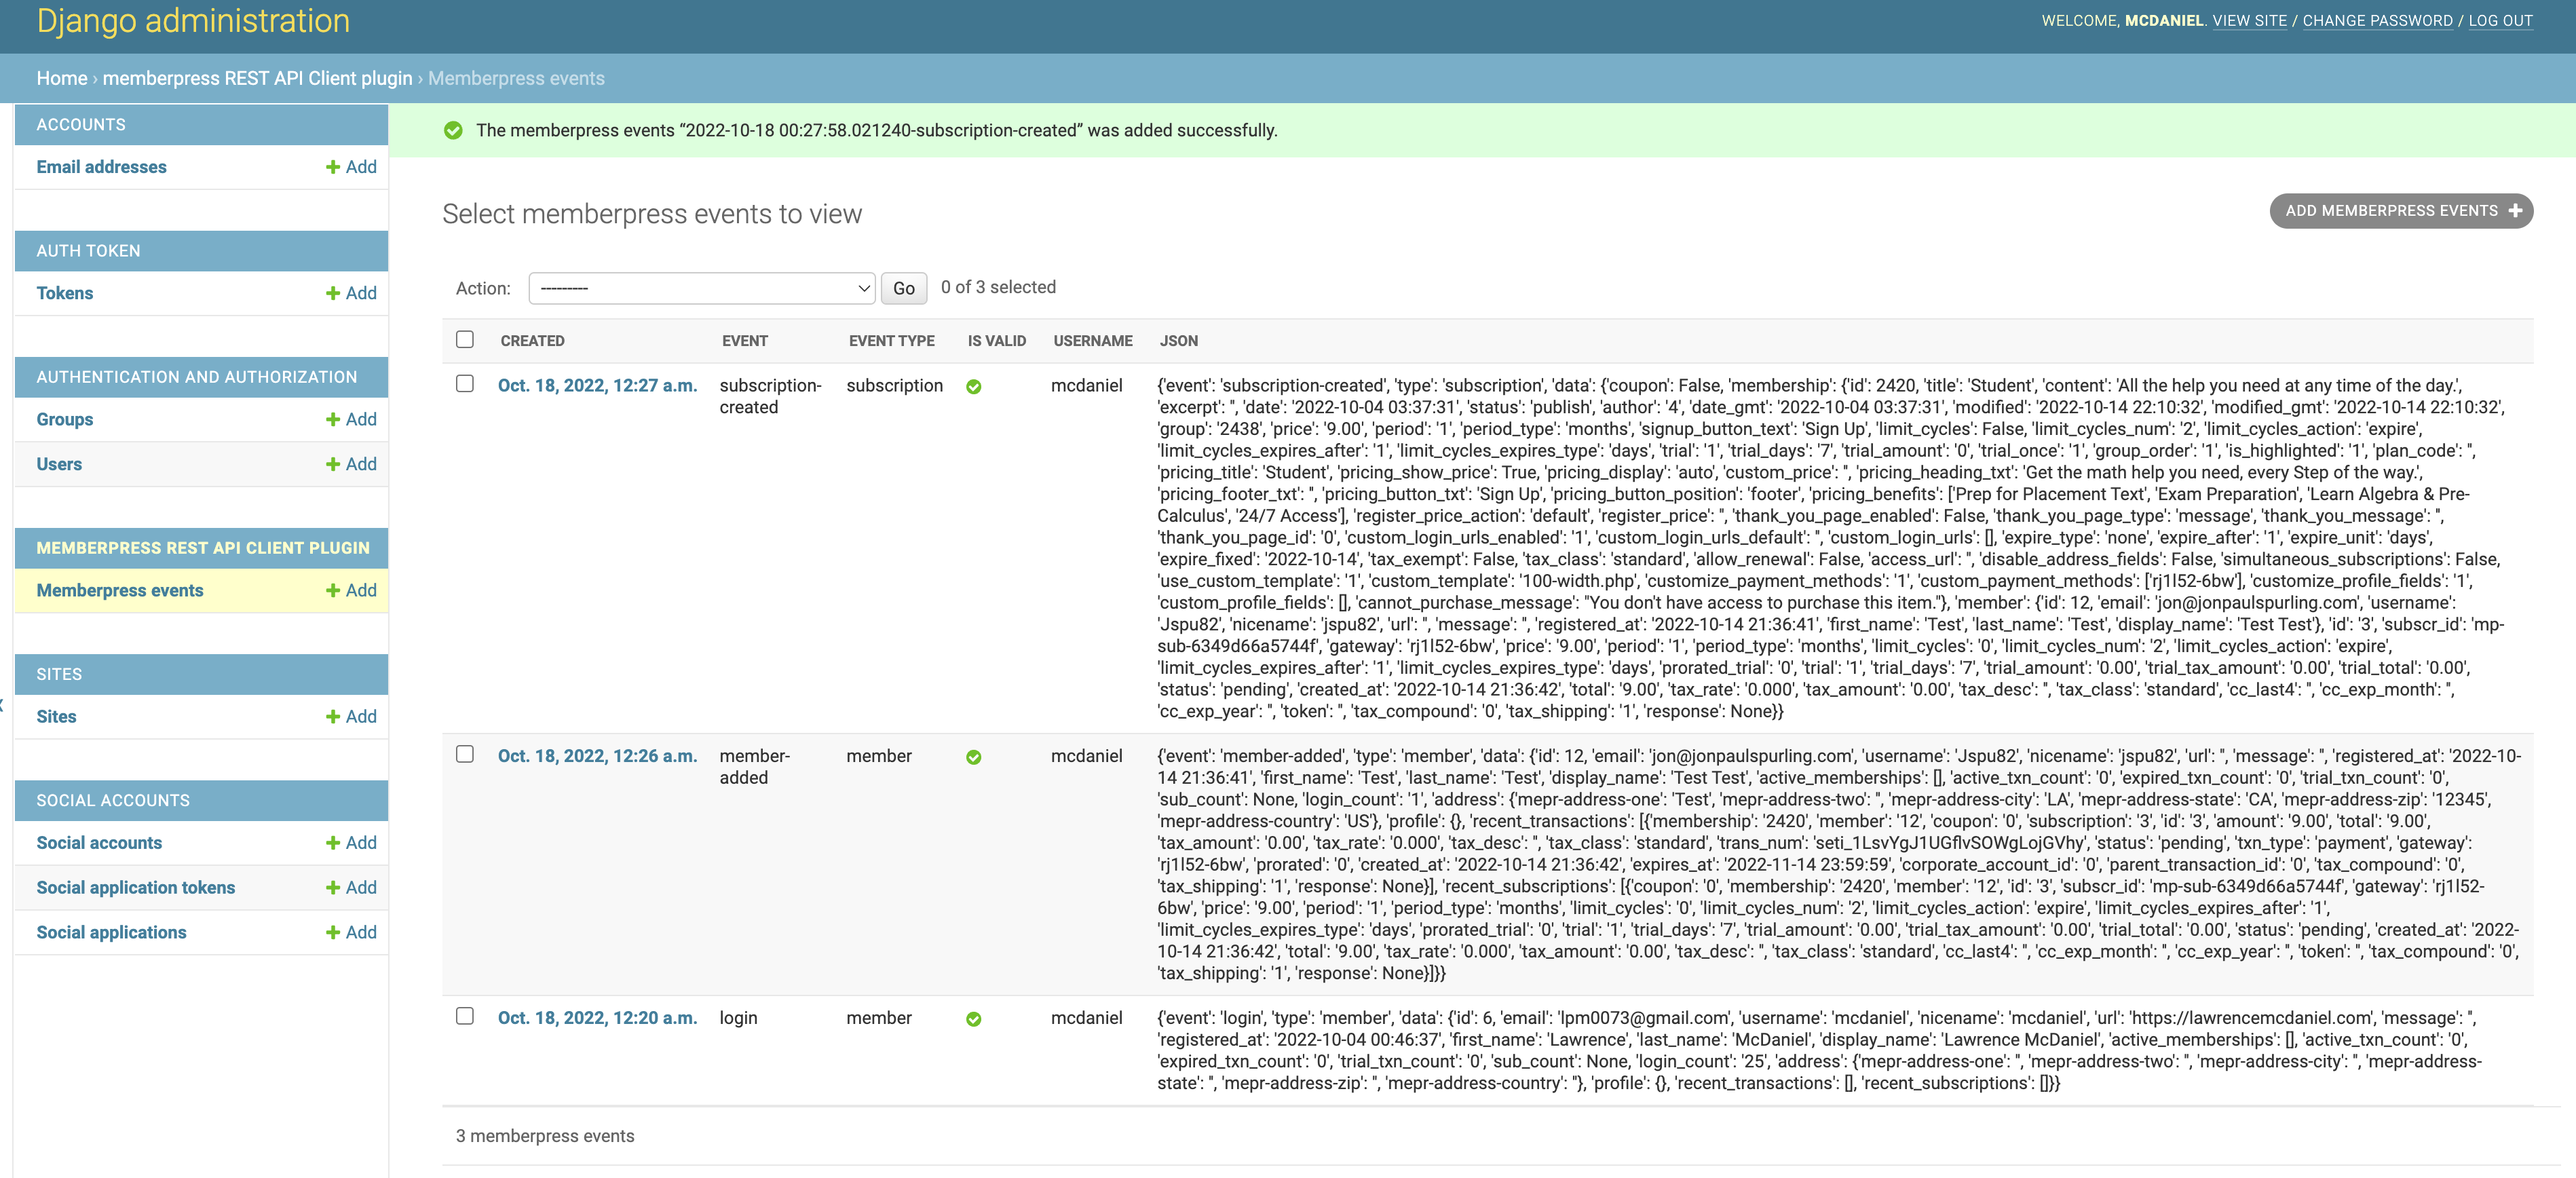 Django administration
WELCOME, MCDANIEL. VIEW SITE / CHANGE PASSWORD / LOG OUT
Home › memberpress REST API Client plugin › Memberpress events
ACCOUNTS
Email addresses + Add
AUTH TOKEN
Tokens + Add
AUTHENTICATION AND AUTHORIZATION
Groups + Add
Users + Add
MEMBERPRESS REST API CLIENT PLUGIN
Memberpress events + Add
SITES
Sites + Add
SOCIAL ACCOUNTS
Social accounts + Add
Social application tokens + Add
Social applications + Add
The memberpress events “2022-10-18 00:27:58.021240-subscription-created” was added successfully.
Select memberpress events to view
ADD MEMBERPRESS EVENTS +
Action: --------- Go 0 of 3 selected
CREATED EVENT EVENT TYPE IS VALID USERNAME JSON
Oct. 18, 2022, 12:27 a.m.
subscription-
created
subscription
mcdaniel
{'event': 'subscription-created', 'type': 'subscription', 'data': {'coupon': False, 'membership': {'id': 2420, 'title': 'Student', 'content': 'All the help you need at any time of the day.',
'excerpt': '', 'date': '2022-10-04 03:37:31', 'status': 'publish', 'author': '4', 'date_gmt': '2022-10-04 03:37:31', 'modified': '2022-10-14 22:10:32', 'modified_gmt': '2022-10-14 22:10:32',
'group': '2438', 'price': '9.00', 'period': '1', 'period_type': 'months', 'signup_button_text': 'Sign Up', 'limit_cycles': False, 'limit_cycles_num': '2', 'limit_cycles_action': 'expire',
'limit_cycles_expires_after': '1', 'limit_cycles_expires_type': 'days', 'trial': '1', 'trial_days': '7', 'trial_amount': '0', 'trial_once': '1', 'group_order': '1', 'is_highlighted': '1', 'plan_code': '',
'pricing_title': 'Student', 'pricing_show_price': True, 'pricing_display': 'auto', 'custom_price': '', 'pricing_heading_txt': 'Get the math help you need, every Step of the way.',
'pricing_footer_txt': '', 'pricing_button_txt': 'Sign Up', 'pricing_button_position': 'footer', 'pricing_benefits': ['Prep for Placement Text', 'Exam Preparation', 'Learn Algebra & Pre-
Calculus', '24/7 Access'], 'register_price_action': 'default', 'register_price': '', 'thank_you_page_enabled': False, 'thank_you_page_type': 'message', 'thank_you_message': '',
'thank_you_page_id': '0', 'custom_login_urls_enabled': '1', 'custom_login_urls_default': '', 'custom_login_urls': [], 'expire_type': 'none', 'expire_after': '1', 'expire_unit': 'days',
'expire_fixed': '2022-10-14', 'tax_exempt': False, 'tax_class': 'standard', 'allow_renewal': False, 'access_url': '', 'disable_address_fields': False, 'simultaneous_subscriptions': False,
'use_custom_template': '1', 'custom_template': '100-width.php', 'customize_payment_methods': '1', 'custom_payment_methods': ['rj1l52-6bw'], 'customize_profile_fields': '1',
'custom_profile_fields': [], 'cannot_purchase_message': "You don't have access to purchase this item."}, 'member': {'id': 12, 'email': 'jon@jonpaulspurling.com', 'username':
'Jspu82', 'nicename': 'jspu82', 'url': '', 'message': '', 'registered_at': '2022-10-14 21:36:41', 'first_name': 'Test', 'last_name': 'Test', 'display_name': 'Test Test'}, 'id': '3', 'subscr_id': 'mp-
sub-6349d66a5744f', 'gateway': 'rj1l52-6bw', 'price': '9.00', 'period': '1', 'period_type': 'months', 'limit_cycles': '0', 'limit_cycles_num': '2', 'limit_cycles_action': 'expire',
'limit_cycles_expires_after': '1', 'limit_cycles_expires_type': 'days', 'prorated_trial': '0', 'trial': '1', 'trial_days': '7', 'trial_amount': '0.00', 'trial_tax_amount': '0.00', 'trial_total': '0.00',
'status': 'pending', 'created_at': '2022-10-14 21:36:42', 'total': '9.00', 'tax_rate': '0.000', 'tax_amount': '0.00', 'tax_desc': '', 'tax_class': 'standard', 'cc_last4': '', 'cc_exp_month': '',
'cc_exp_year': '', 'token': '', 'tax_compound': '0', 'tax_shipping': '1', 'response': None}}
Oct. 18, 2022, 12:26 a.m.
member-
added
member
mcdaniel
{'event': 'member-added', 'type': 'member', 'data': {'id': 12, 'email': 'jon@jonpaulspurling.com', 'username': 'Jspu82', 'nicename': 'jspu82', 'url': '', 'message': '', 'registered_at': '2022-10-
14 21:36:41', 'first_name': 'Test', 'last_name': 'Test', 'display_name': 'Test Test', 'active_memberships': [], 'active_txn_count': '0', 'expired_txn_count': '0', 'trial_txn_count': '0',
'sub_count': None, 'login_count': '1', 'address': {'mepr-address-one': 'Test', 'mepr-address-two': '', 'mepr-address-city': 'LA', 'mepr-address-state': 'CA', 'mepr-address-zip': '12345',
'mepr-address-country': 'US'}, 'profile': {}, 'recent_transactions': [{'membership': '2420', 'member': '12', 'coupon': '0', 'subscription': '3', 'id': '3', 'amount': '9.00', 'total': '9.00',
'tax_amount': '0.00', 'tax_rate': '0.000', 'tax_desc': '', 'tax_class': 'standard', 'trans_num': 'seti_1LsvYgJ1UGflvSOWgLojGVhy', 'status': 'pending', 'txn_type': 'payment', 'gateway':
'rj1l52-6bw', 'prorated': '0', 'created_at': '2022-10-14 21:36:42', 'expires_at': '2022-11-14 23:59:59', 'corporate_account_id': '0', 'parent_transaction_id': '0', 'tax_compound': '0',
'tax_shipping': '1', 'response': None}], 'recent_subscriptions': [{'coupon': '0', 'membership': '2420', 'member': '12', 'id': '3', 'subscr_id': 'mp-sub-6349d66a5744f', 'gateway': 'rj1l52-
6bw', 'price': '9.00', 'period': '1', 'period_type': 'months', 'limit_cycles': '0', 'limit_cycles_num': '2', 'limit_cycles_action': 'expire', 'limit_cycles_expires_after': '1',
'limit_cycles_expires_type': 'days', 'prorated_trial': '0', 'trial': '1', 'trial_days': '7', 'trial_amount': '0.00', 'trial_tax_amount': '0.00', 'trial_total': '0.00', 'status': 'pending', 'created_at': '2022-
10-14 21:36:42', 'total': '9.00', 'tax_rate': '0.000', 'tax_amount': '0.00', 'tax_desc': '', 'tax_class': 'standard', 'cc_last4': '', 'cc_exp_month': '', 'cc_exp_year': '', 'token': '', 'tax_compound': '0',
'tax_shipping': '1', 'response': None}]}}
Oct. 18, 2022, 12:20 a.m.
login
member
mcdaniel
{'event': 'login', 'type': 'member', 'data': {'id': 6, 'email': 'lpm0073@gmail.com', 'username': 'mcdaniel', 'nicename': 'mcdaniel', 'url': 'https://lawrencemcdaniel.com', 'message': '',
'registered_at': '2022-10-04 00:46:37', 'first_name': 'Lawrence', 'last_name': 'McDaniel', 'display_name': 'Lawrence McDaniel', 'active_memberships': [], 'active_txn_count': '0',
'expired_txn_count': '0', 'trial_txn_count': '0', 'sub_count': None, 'login_count': '25', 'address': {'mepr-address-one': '', 'mepr-address-two': '', 'mepr-address-city': '', 'mepr-address-
state': '', 'mepr-address-zip': '', 'mepr-address-country': ''}, 'profile': {}, 'recent_transactions': [], 'recent_subscriptions': []}}
3 memberpress events